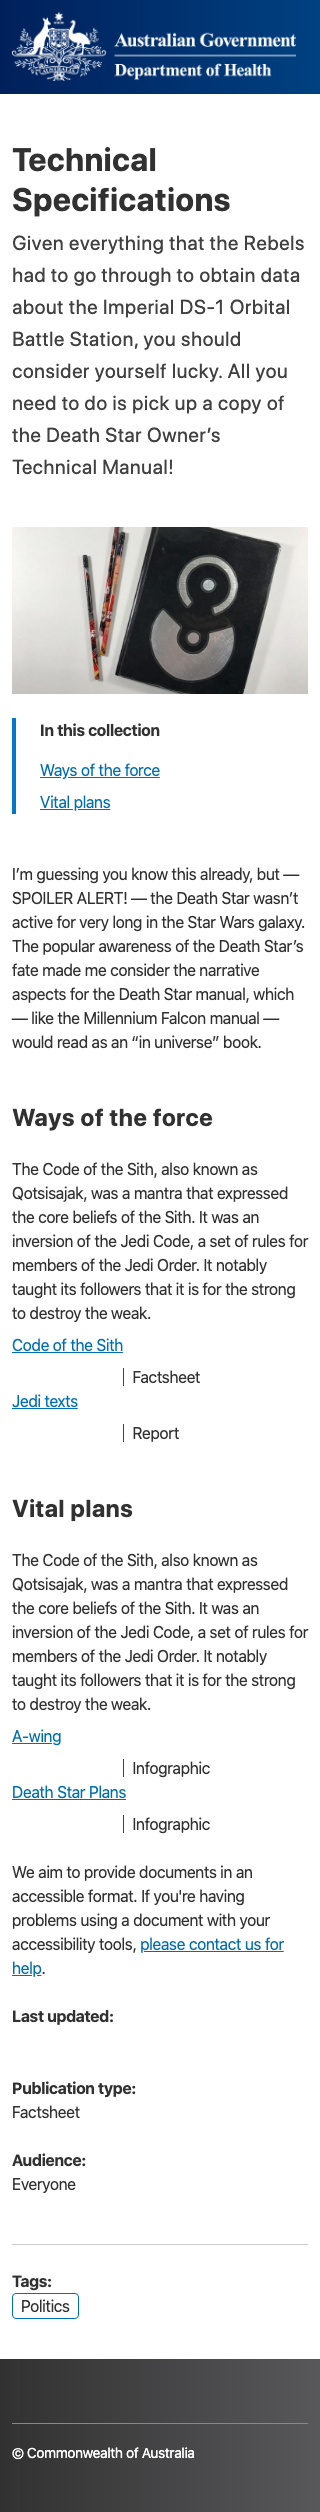 Australian Government
Department of Health
Technical
Specifications
Given everything that the Rebels
had to go through to obtain data
about the Imperial DS-1 Orbital
Battle Station, you should
consider yourself lucky. All you
need to do is pick up a copy of
the Death Star Owner’s
Technical Manual!
In this collection
Ways of the force
Vital plans
I’m guessing you know this already, but —
SPOILER ALERT! — the Death Star wasn’t
active for very long in the Star Wars galaxy.
The popular awareness of the Death Star’s
fate made me consider the narrative
aspects for the Death Star manual, which
— like the Millennium Falcon manual —
would read as an “in universe” book.
Ways of the force
The Code of the Sith, also known as
Qotsisajak, was a mantra that expressed
the core beliefs of the Sith. It was an
inversion of the Jedi Code, a set of rules for
members of the Jedi Order. It notably
taught its followers that it is for the strong
to destroy the weak.
Code of the Sith
Factsheet
Jedi texts
Report
Vital plans
The Code of the Sith, also known as
Qotsisajak, was a mantra that expressed
the core beliefs of the Sith. It was an
inversion of the Jedi Code, a set of rules for
members of the Jedi Order. It notably
taught its followers that it is for the strong
to destroy the weak.
A-wing
Infographic
Death Star Plans
Infographic
We aim to provide documents in an
accessible format. If you're having
problems using a document with your
accessibility tools, please contact us for
help.
Last updated:
Publication type:
Factsheet
Audience:
Everyone
Tags:
Politics
© Commonwealth of Australia